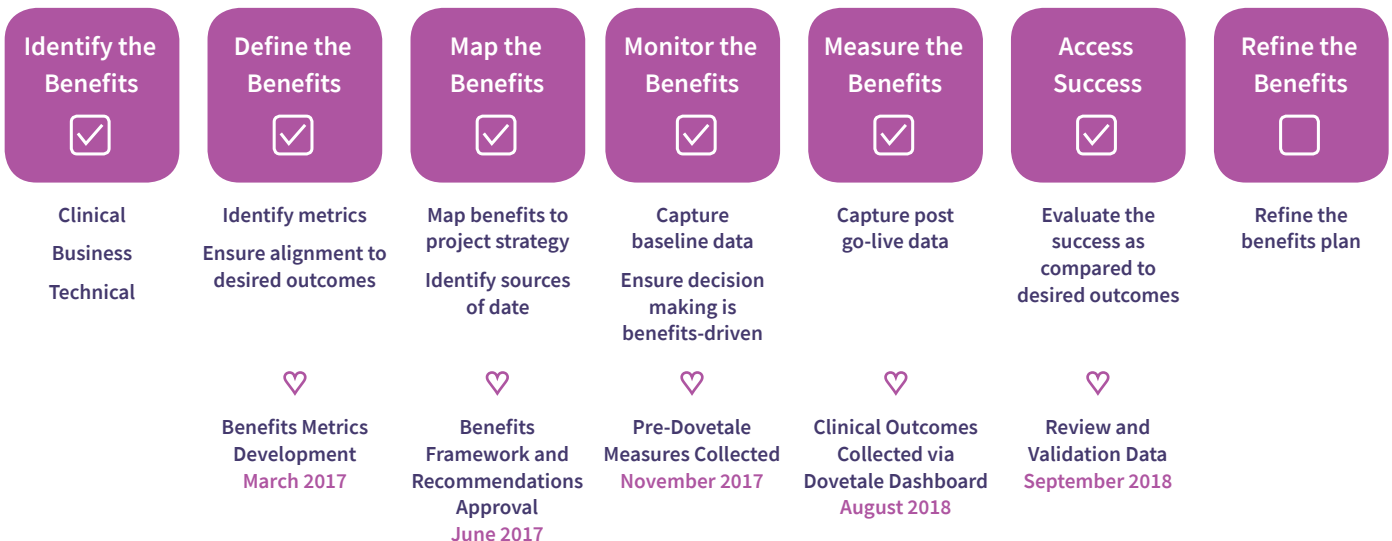 Identify the
Benefits
Define the
Benefits
Map the
Benefits
Monitor the
Benefits
Measure the
Benefits
Access
Success
Refine the
Benefits
Clinical
Business
Technical
Identify metrics
Ensure alignment to
desired outcomes
Map benefits to
project strategy
Identify sources
of date
Capture
baseline data
Ensure decision
making is
benefits-driven
Capture post
go-live data
Evaluate the
success as
compared to
desired outcomes
Refine the
benefits plan
Benefits Metrics
Development
March 2017
Benefits
Framework and
Recommendations
Approval
June 2017
Pre-Dovetale
Measures Collected
November 2017
Clinical Outcomes
Collected via
Dovetale Dashboard
August 2018
Review and
Validation Data
September 2018